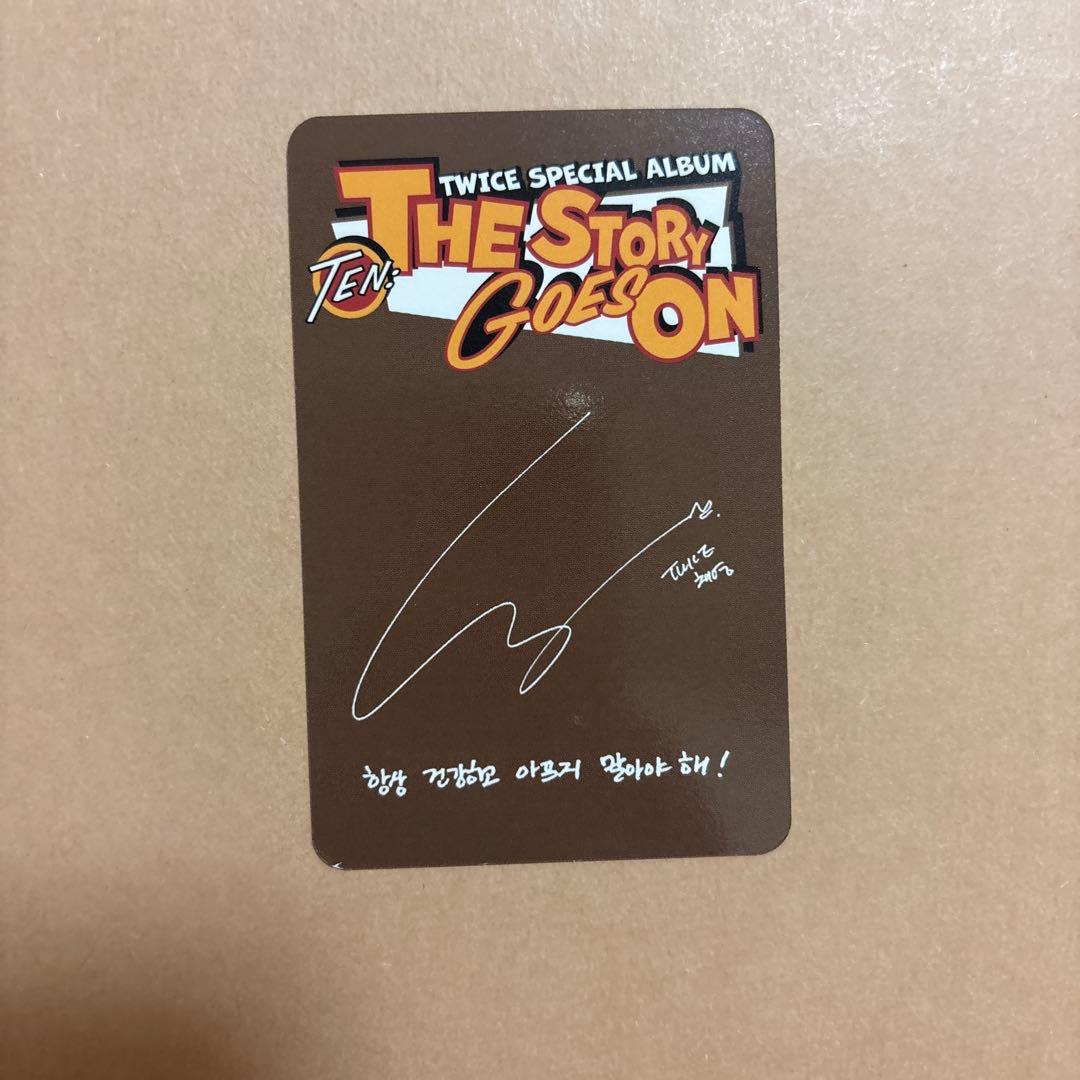 TWICE SPECIAL ALBUM
TEN:
THE STORY
GOES ON
TWICE
채영
항상 건강하고 아프지 말아야 해!